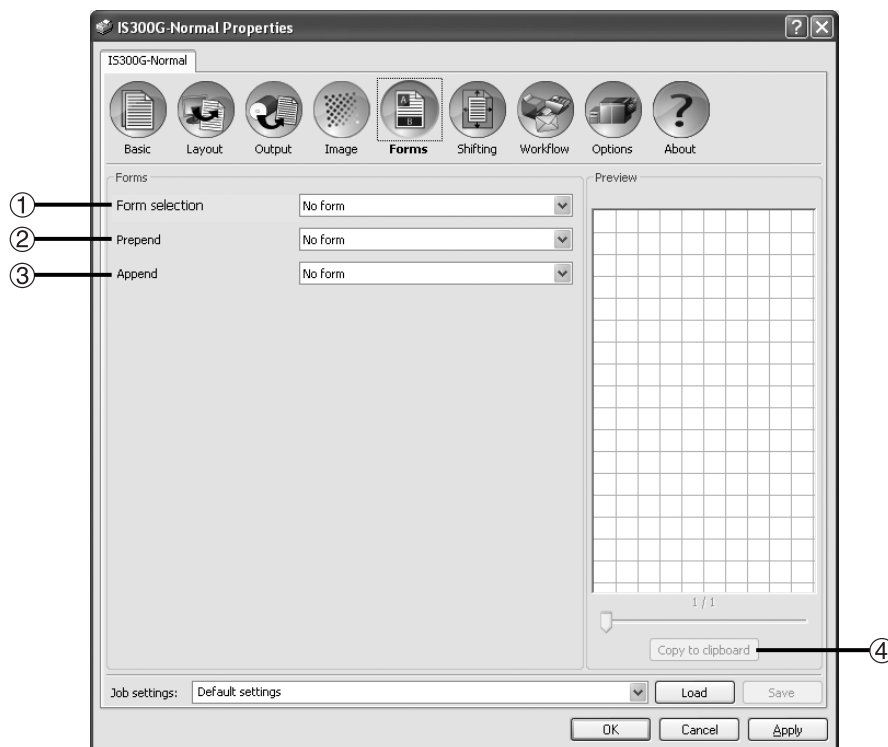 IS300G-Normal Properties
IS300G-Normal
Basic Layout Output Image Forms Shifting Workflow Options About
Forms
① Form selection No form
② Prepend No form
③ Append No form
Preview
1 / 1
Copy to clipboard ④
Job settings: Default settings Load Save
OK Cancel Apply